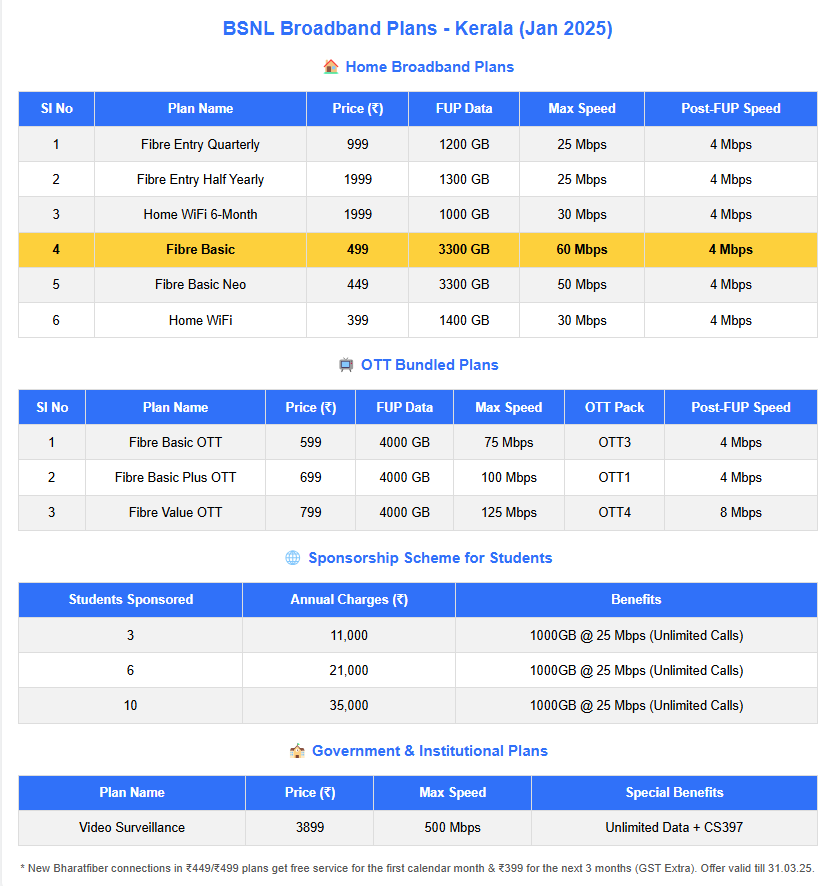 BSNL Broadband Plans - Kerala (Jan 2025)
Home Broadband Plans
Sl No Plan Name Price (₹) FUP Data Max Speed Post-FUP Speed
1 Fibre Entry Quarterly 999 1200 GB 25 Mbps 4 Mbps
2 Fibre Entry Half Yearly 1999 1300 GB 25 Mbps 4 Mbps
3 Home WiFi 6-Month 1999 1000 GB 30 Mbps 4 Mbps
4 Fibre Basic 499 3300 GB 60 Mbps 4 Mbps
5 Fibre Basic Neo 449 3300 GB 50 Mbps 4 Mbps
6 Home WiFi 399 1400 GB 30 Mbps 4 Mbps
OTT Bundled Plans
Sl No Plan Name Price (₹) FUP Data Max Speed OTT Pack Post-FUP Speed
1 Fibre Basic OTT 599 4000 GB 75 Mbps OTT3 4 Mbps
2 Fibre Basic Plus OTT 699 4000 GB 100 Mbps OTT1 4 Mbps
3 Fibre Value OTT 799 4000 GB 125 Mbps OTT4 8 Mbps
Sponsorship Scheme for Students
Students Sponsored Annual Charges (₹) Benefits
3 11,000 1000GB @ 25 Mbps (Unlimited Calls)
6 21,000 1000GB @ 25 Mbps (Unlimited Calls)
10 35,000 1000GB @ 25 Mbps (Unlimited Calls)
Government & Institutional Plans
Plan Name Price (₹) Max Speed Special Benefits
Video Surveillance 3899 500 Mbps Unlimited Data + CS397
* New Bharatfiber connections in ₹449/₹499 plans get free service for the first calendar month & ₹399 for the next 3 months (GST Extra). Offer valid till 31.03.25.